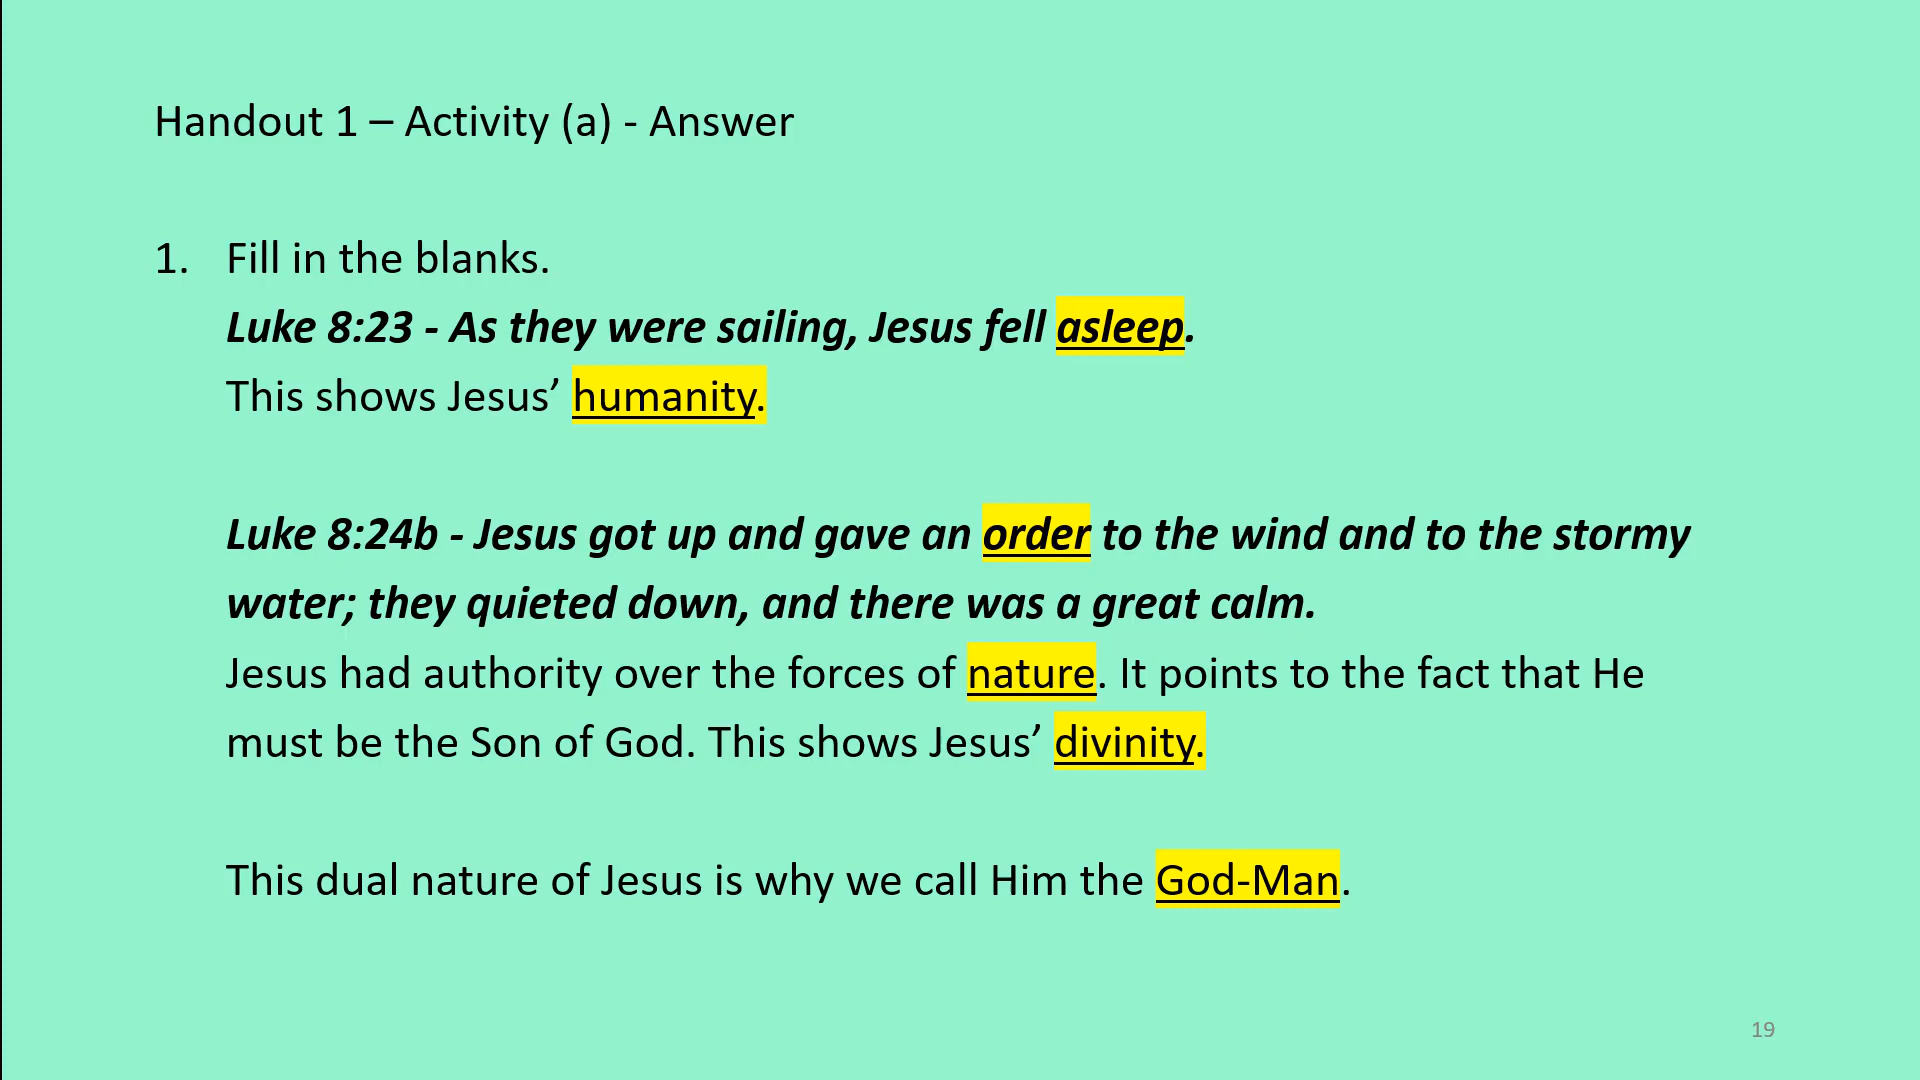 Handout 1 – Activity (a) - Answer
1. Fill in the blanks.
Luke 8:23 - As they were sailing, Jesus fell asleep.
This shows Jesus’ humanity.
Luke 8:24b - Jesus got up and gave an order to the wind and to the stormy
water; they quieted down, and there was a great calm.
Jesus had authority over the forces of nature. It points to the fact that He
must be the Son of God. This shows Jesus’ divinity.
This dual nature of Jesus is why we call Him the God-Man.
19